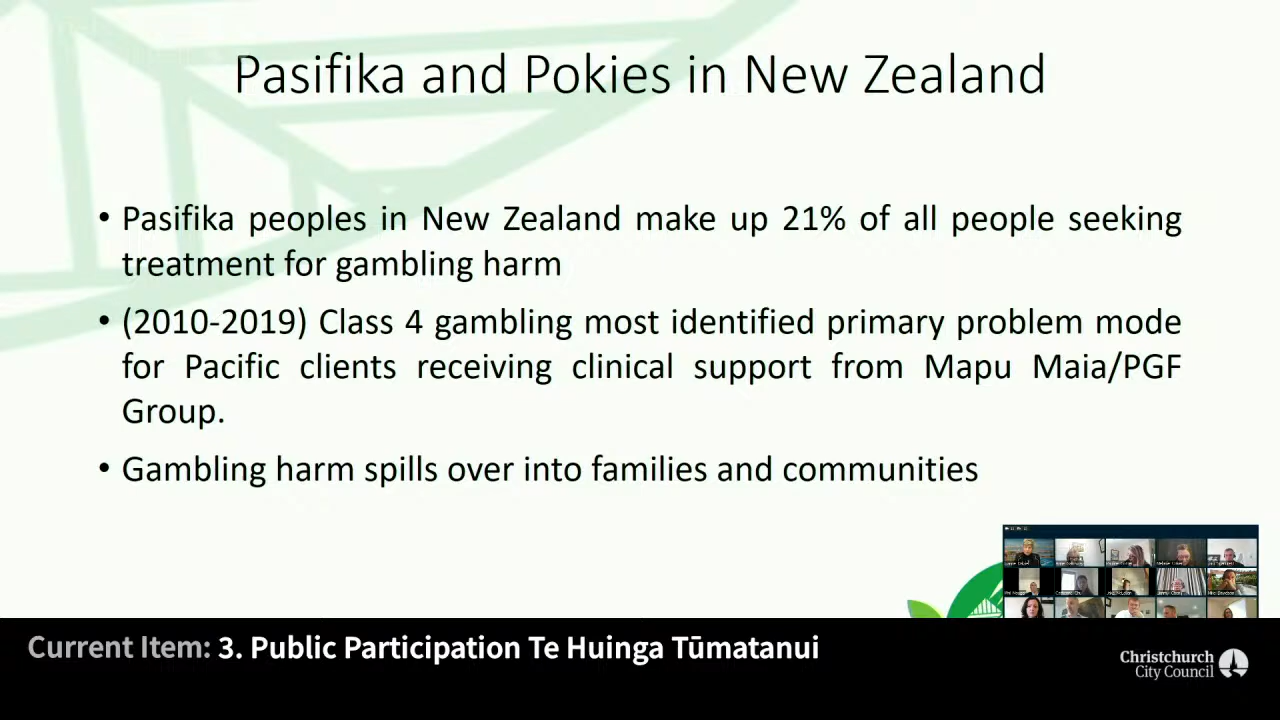 Pasifika and Pokies in New Zealand
• Pasifika peoples in New Zealand make up 21% of all people seeking
treatment for gambling harm
• (2010-2019) Class 4 gambling most identified primary problem mode
for Pacific clients receiving clinical support from Mapu Maia/PGF
Group.
• Gambling harm spills over into families and communities
Current Item: 3. Public Participation Te Huinga Tūmatanui
Christchurch
City Council